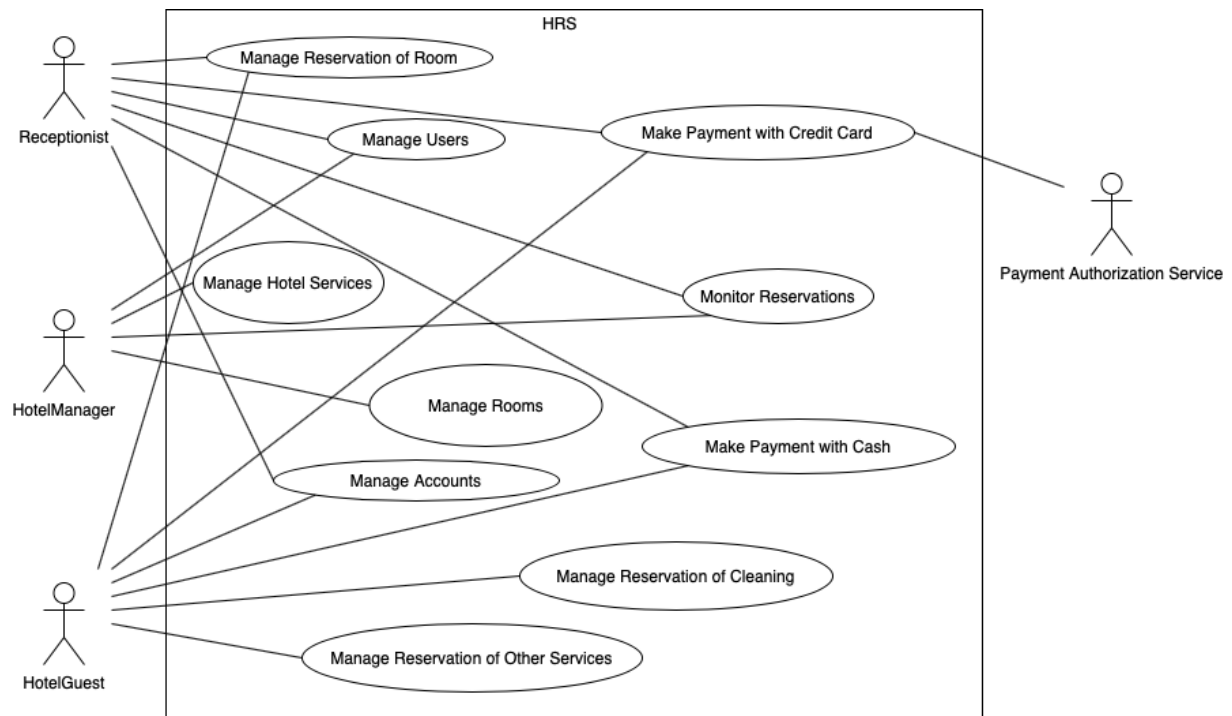 HRS
Manage Reservation of Room
Receptionist
Manage Users
Make Payment with Credit Card
Payment Authorization Service
Manage Hotel Services
Monitor Reservations
HotelManager
Manage Rooms
Make Payment with Cash
Manage Accounts
Manage Reservation of Cleaning
Manage Reservation of Other Services
HotelGuest